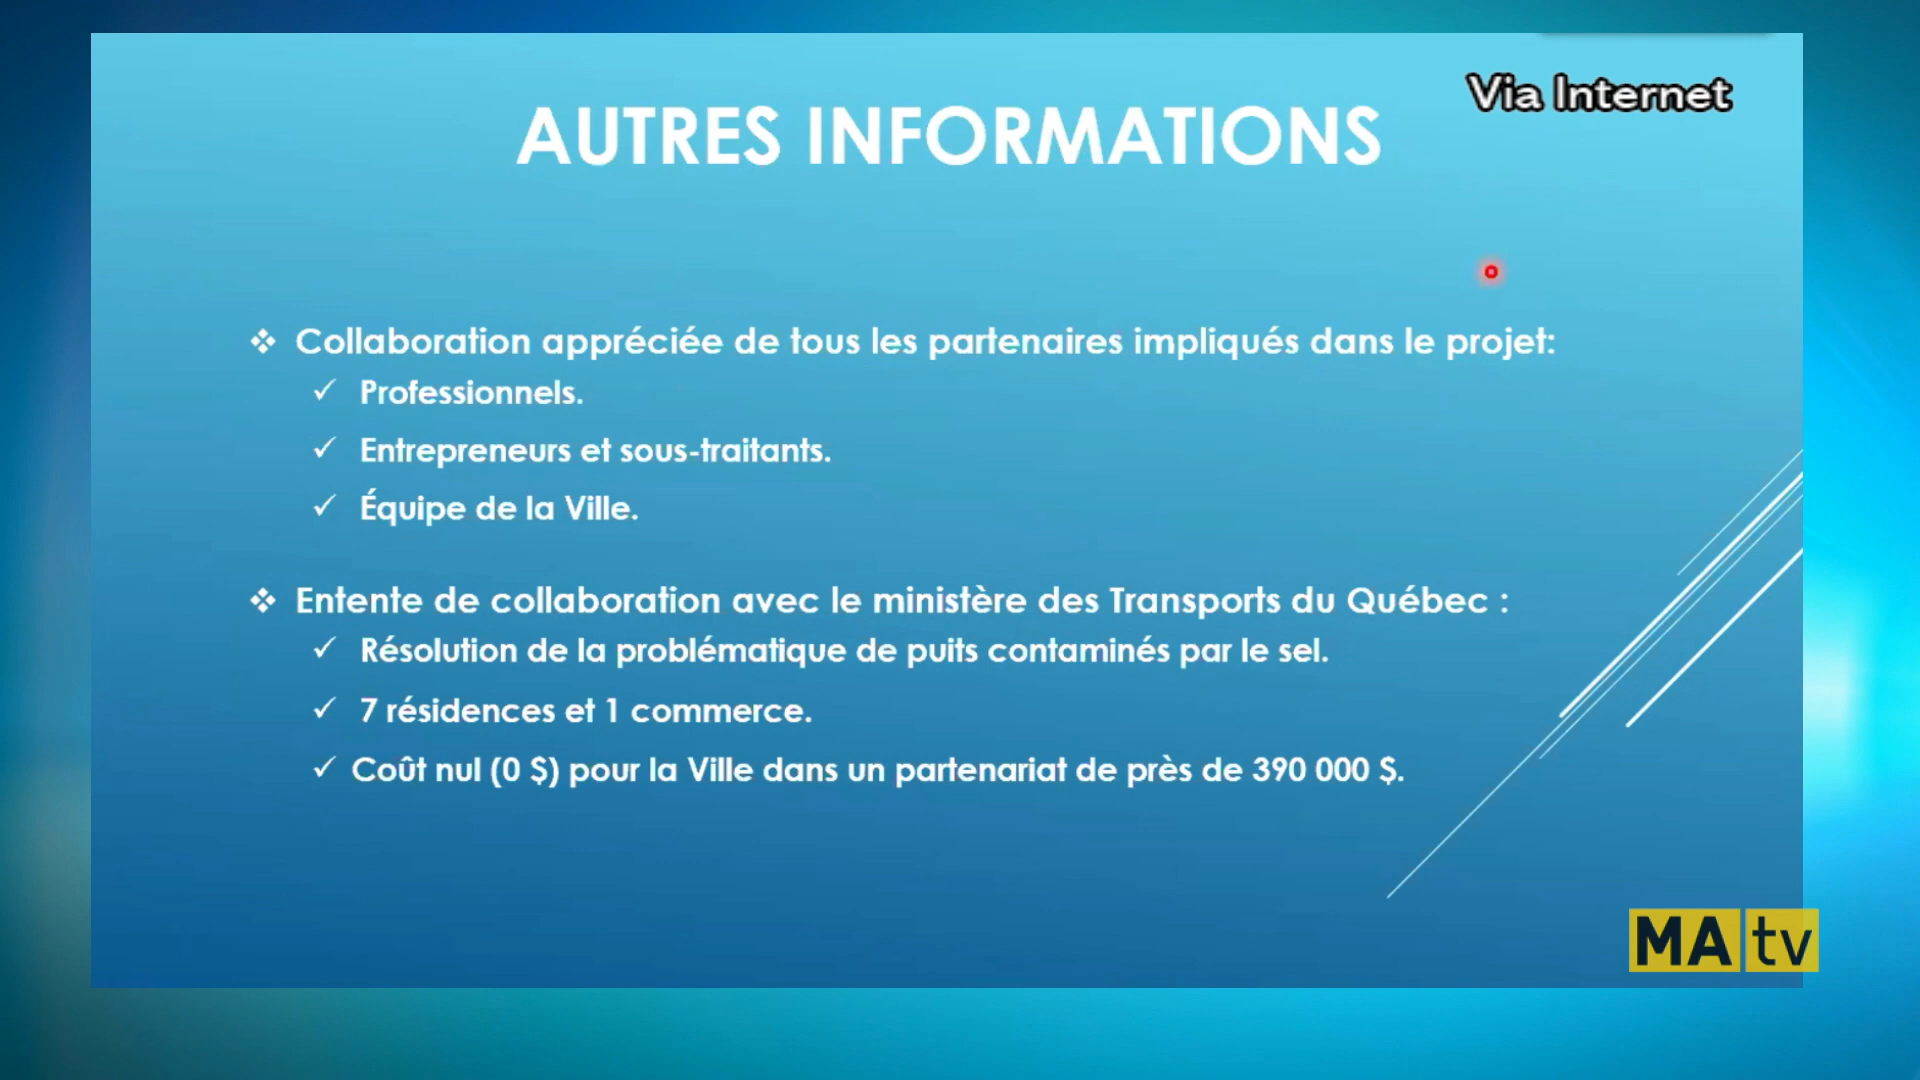 Via Internet
AUTRES INFORMATIONS
❖ Collaboration appréciée de tous les partenaires impliqués dans le projet:
✓ Professionnels.
✓ Entrepreneurs et sous-traitants.
✓ Équipe de la Ville.
❖ Entente de collaboration avec le ministère des Transports du Québec :
✓ Résolution de la problématique de puits contaminés par le sel.
✓ 7 résidences et 1 commerce.
✓ Coût nul (0 $) pour la Ville dans un partenariat de près de 390 000 $.
MAtv